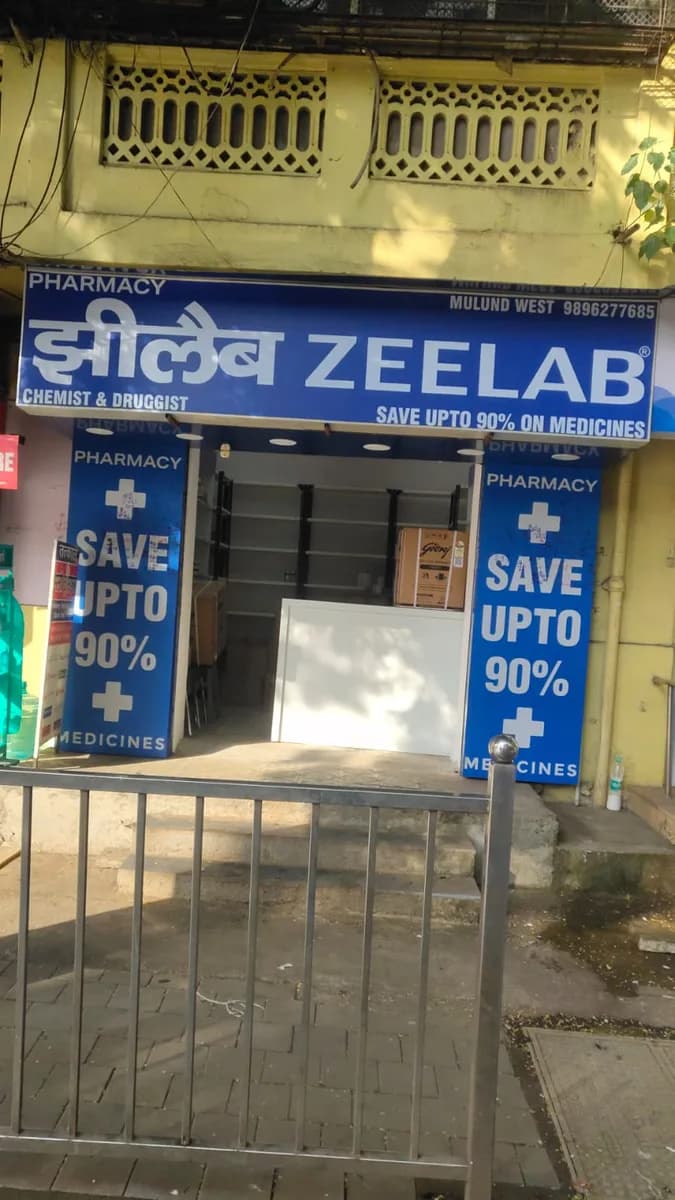 PHARMACY
MULUND WEST 9896277685
झीलैब ZEELAB®
CHEMIST & DRUGGIST
SAVE UPTO 90% ON MEDICINES
PHARMACY
SAVE
UPTO
90%
MEDICINES
Godrej
PHARMACY
SAVE
UPTO
90%
MEDICINES
RE